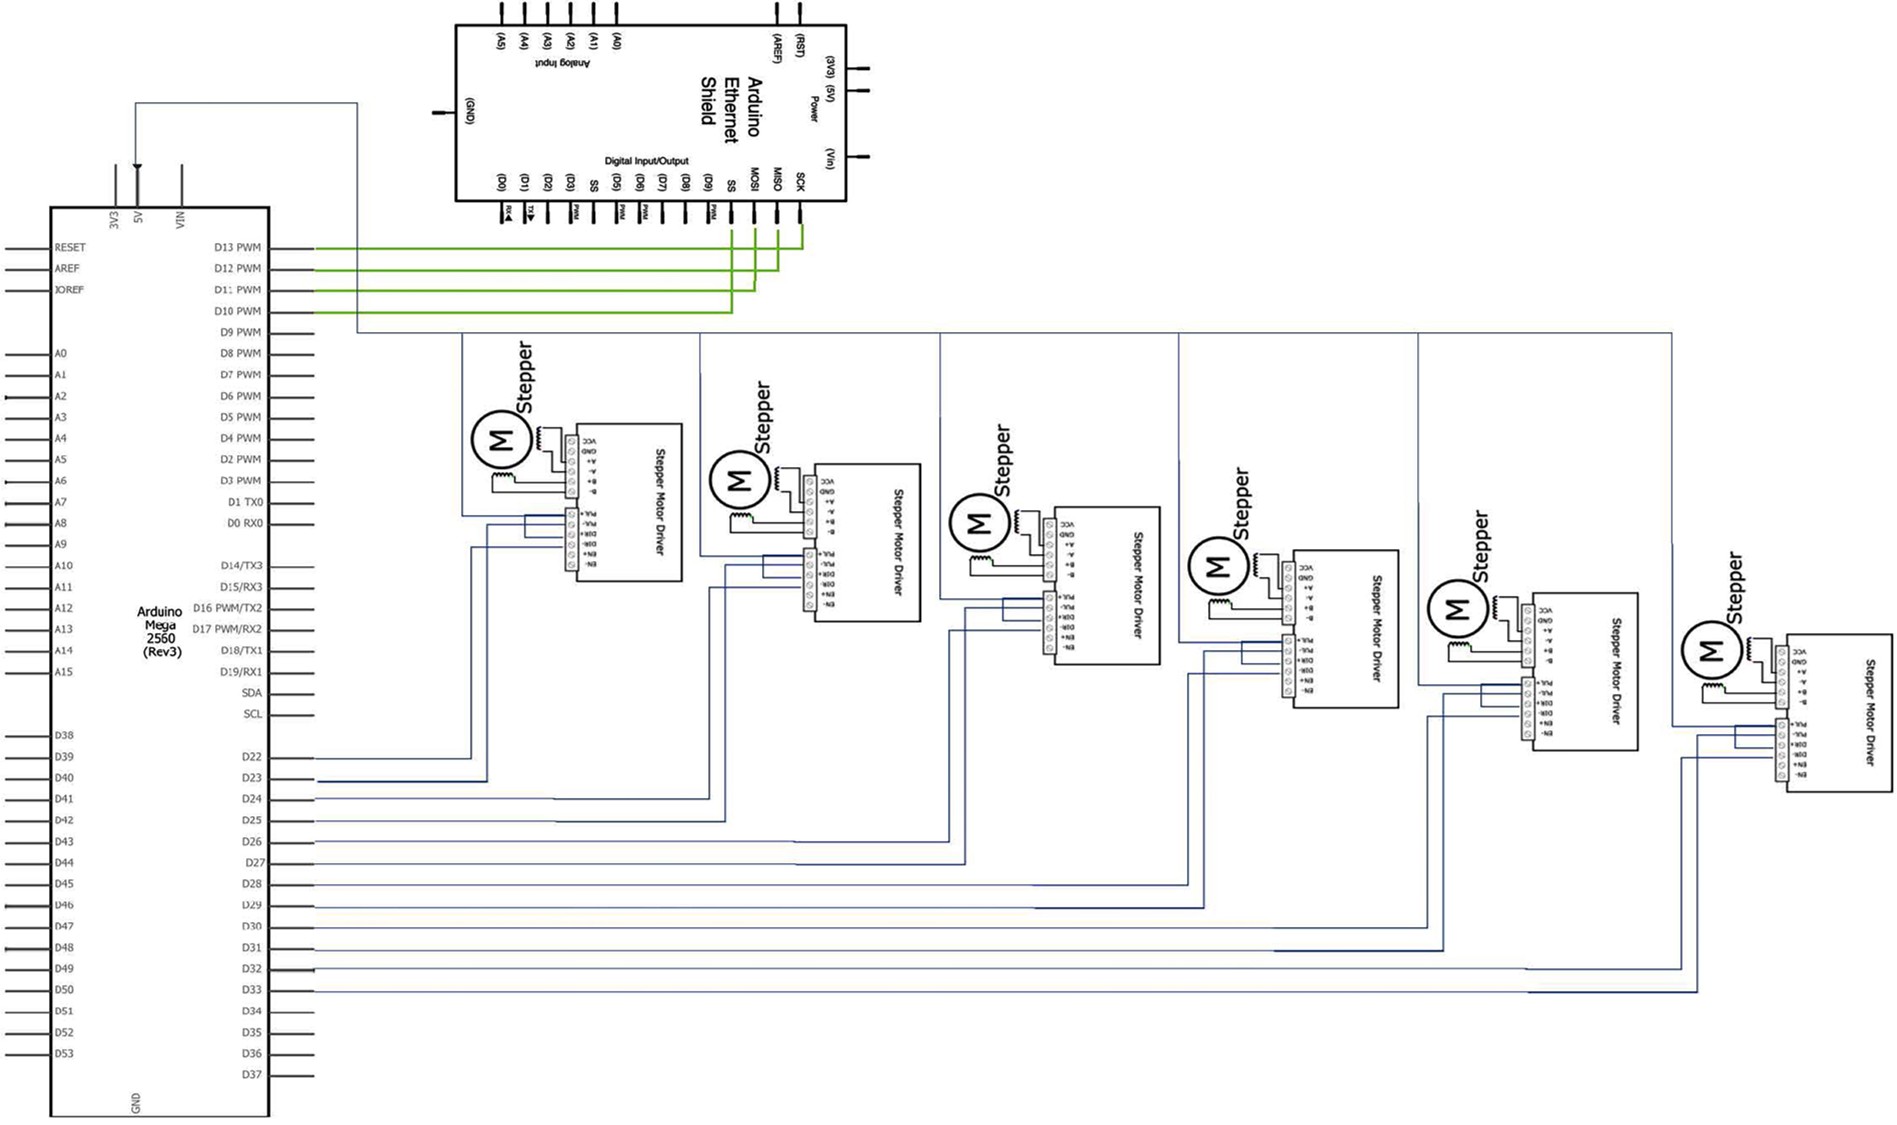 (A5) (A4) (A3) (A2) (A1) (A0) (AREF) (RST)
Analog Input
(3V3) (5V) (Vin)
Power
(GND)
Arduino
Ethernet
Shield
Digital Input/Output
(D0) (D1) (D2) (D3) SS (D5) (D6) (D7) (D8) (D9) SS MOSI MISO SCK
RX TX PWM PWM PWM PWM
3V3 5V VIN
RESET
AREF
IOREF
A0
A1
A2
A3
A4
A5
A6
A7
A8
A9
A10
A11
A12
A13
A14
A15
D38
D39
D40
D41
D42
D43
D44
D45
D46
D47
D48
D49
D50
D51
D52
D53
Arduino
Mega
2560
(Rev3)
GND
D13 PWM
D12 PWM
D11 PWM
D10 PWM
D9 PWM
D8 PWM
D7 PWM
D6 PWM
D5 PWM
D4 PWM
D2 PWM
D3 PWM
D1 TX0
D0 RX0
D14/TX3
D15/RX3
D16 PWM/TX2
D17 PWM/RX2
D18/TX1
D19/RX1
SDA
SCL
D22
D23
D24
D25
D26
D27
D28
D29
D30
D31
D32
D33
D34
D35
D36
D37
Stepper
M
VCC
GND
A+
A-
B+
B-
PUL+
PUL-
DIR+
DIR-
EN+
EN-
Stepper Motor Driver
Stepper
M
VCC
GND
A+
A-
B+
B-
PUL+
PUL-
DIR+
DIR-
EN+
EN-
Stepper Motor Driver
Stepper
M
VCC
GND
A+
A-
B+
B-
PUL+
PUL-
DIR+
DIR-
EN+
EN-
Stepper Motor Driver
Stepper
M
VCC
GND
A+
A-
B+
B-
PUL+
PUL-
DIR+
DIR-
EN+
EN-
Stepper Motor Driver
Stepper
M
VCC
GND
A+
A-
B+
B-
PUL+
PUL-
DIR+
DIR-
EN+
EN-
Stepper Motor Driver
Stepper
M
VCC
GND
A+
A-
B+
B-
PUL+
PUL-
DIR+
DIR-
EN+
EN-
Stepper Motor Driver